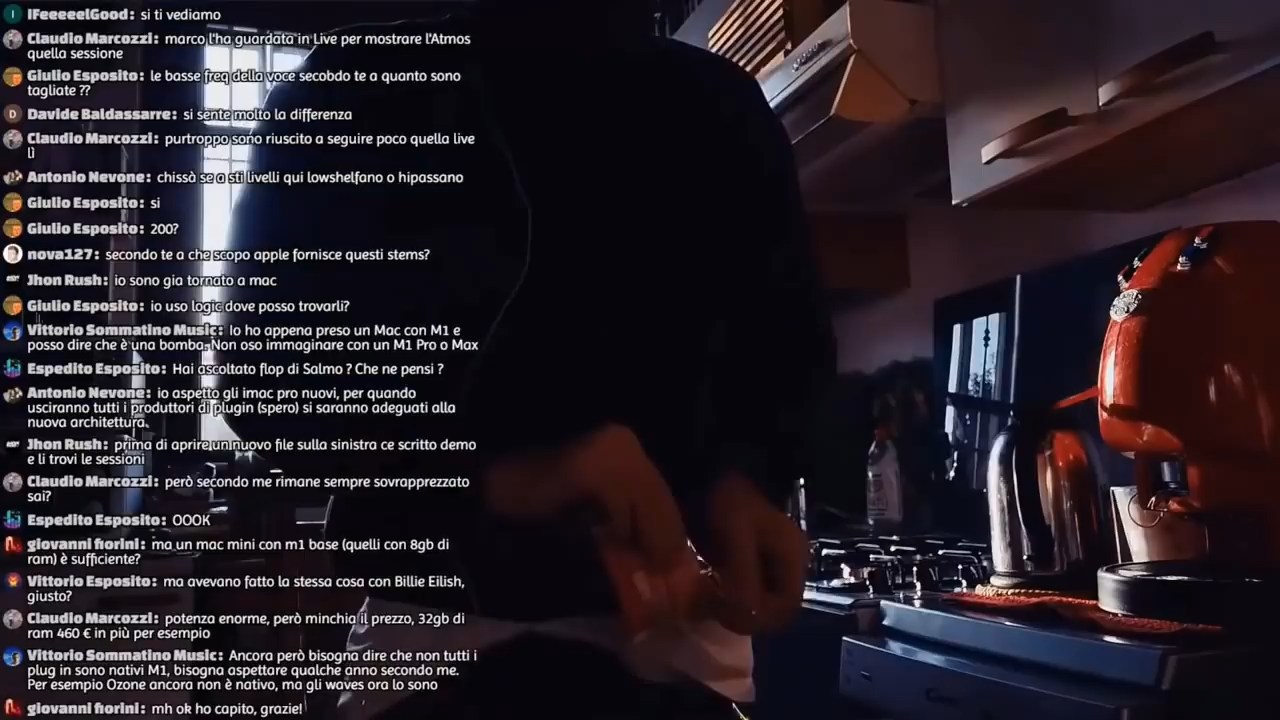 IFeeeelGood: si ti vediamo
Claudio Marcozzi: marco l'ha guardata in Live per mostrare l'Atmos
quella sessione
Giulio Esposito: le basse freq della voce secobdo te a quanto sono
tagliate ??
Davide Baldassarre: si sente molto la differenza
Claudio Marcozzi: purtroppo sono riuscito a seguire poco quella live
lì
Antonio Nevone: chissà se a sti livelli qui lowshelfano o hipassano
Giulio Esposito: si
Giulio Esposito: 200?
nova127: secondo te a che scopo apple fornisce questi stems?
Jhon Rush: io sono gia tornato a mac
Giulio Esposito: io uso logic dove posso trovarli?
Vittorio Sommatino Music: Io ho appena preso un Mac con M1 e
posso dire che è una bomba. Non oso immaginare con un M1 Pro o Max
Espedito Esposito: Hai ascoltato flop di Salmo ? Che ne pensi ?
Antonio Nevone: io aspetto gli imac pro nuovi, per quando
usciranno tutti i produttori di plugin (spero) si saranno adeguati alla
nuova architettura.
Jhon Rush: prima di aprire un nuovo file sulla sinistra ce scritto demo
e li trovi le sessioni
Claudio Marcozzi: però secondo me rimane sempre sovrapprezzato
sai?
Espedito Esposito: OOOK
giovanni fiorini: ma un mac mini con m1 base (quelli con 8gb di
ram) è sufficiente?
Vittorio Esposito: ma avevano fatto la stessa cosa con Billie Eilish,
giusto?
Claudio Marcozzi: potenza enorme, però minchia il prezzo, 32gb di
ram 460 € in più per esempio
Vittorio Sommatino Music: Ancora però bisogna dire che non tutti i
plug in sono nativi M1, bisogna aspettare qualche anno secondo me.
Per esempio Ozone ancora non è nativo, ma gli waves ora lo sono
giovanni fiorini: mh ok ho capito, grazie!